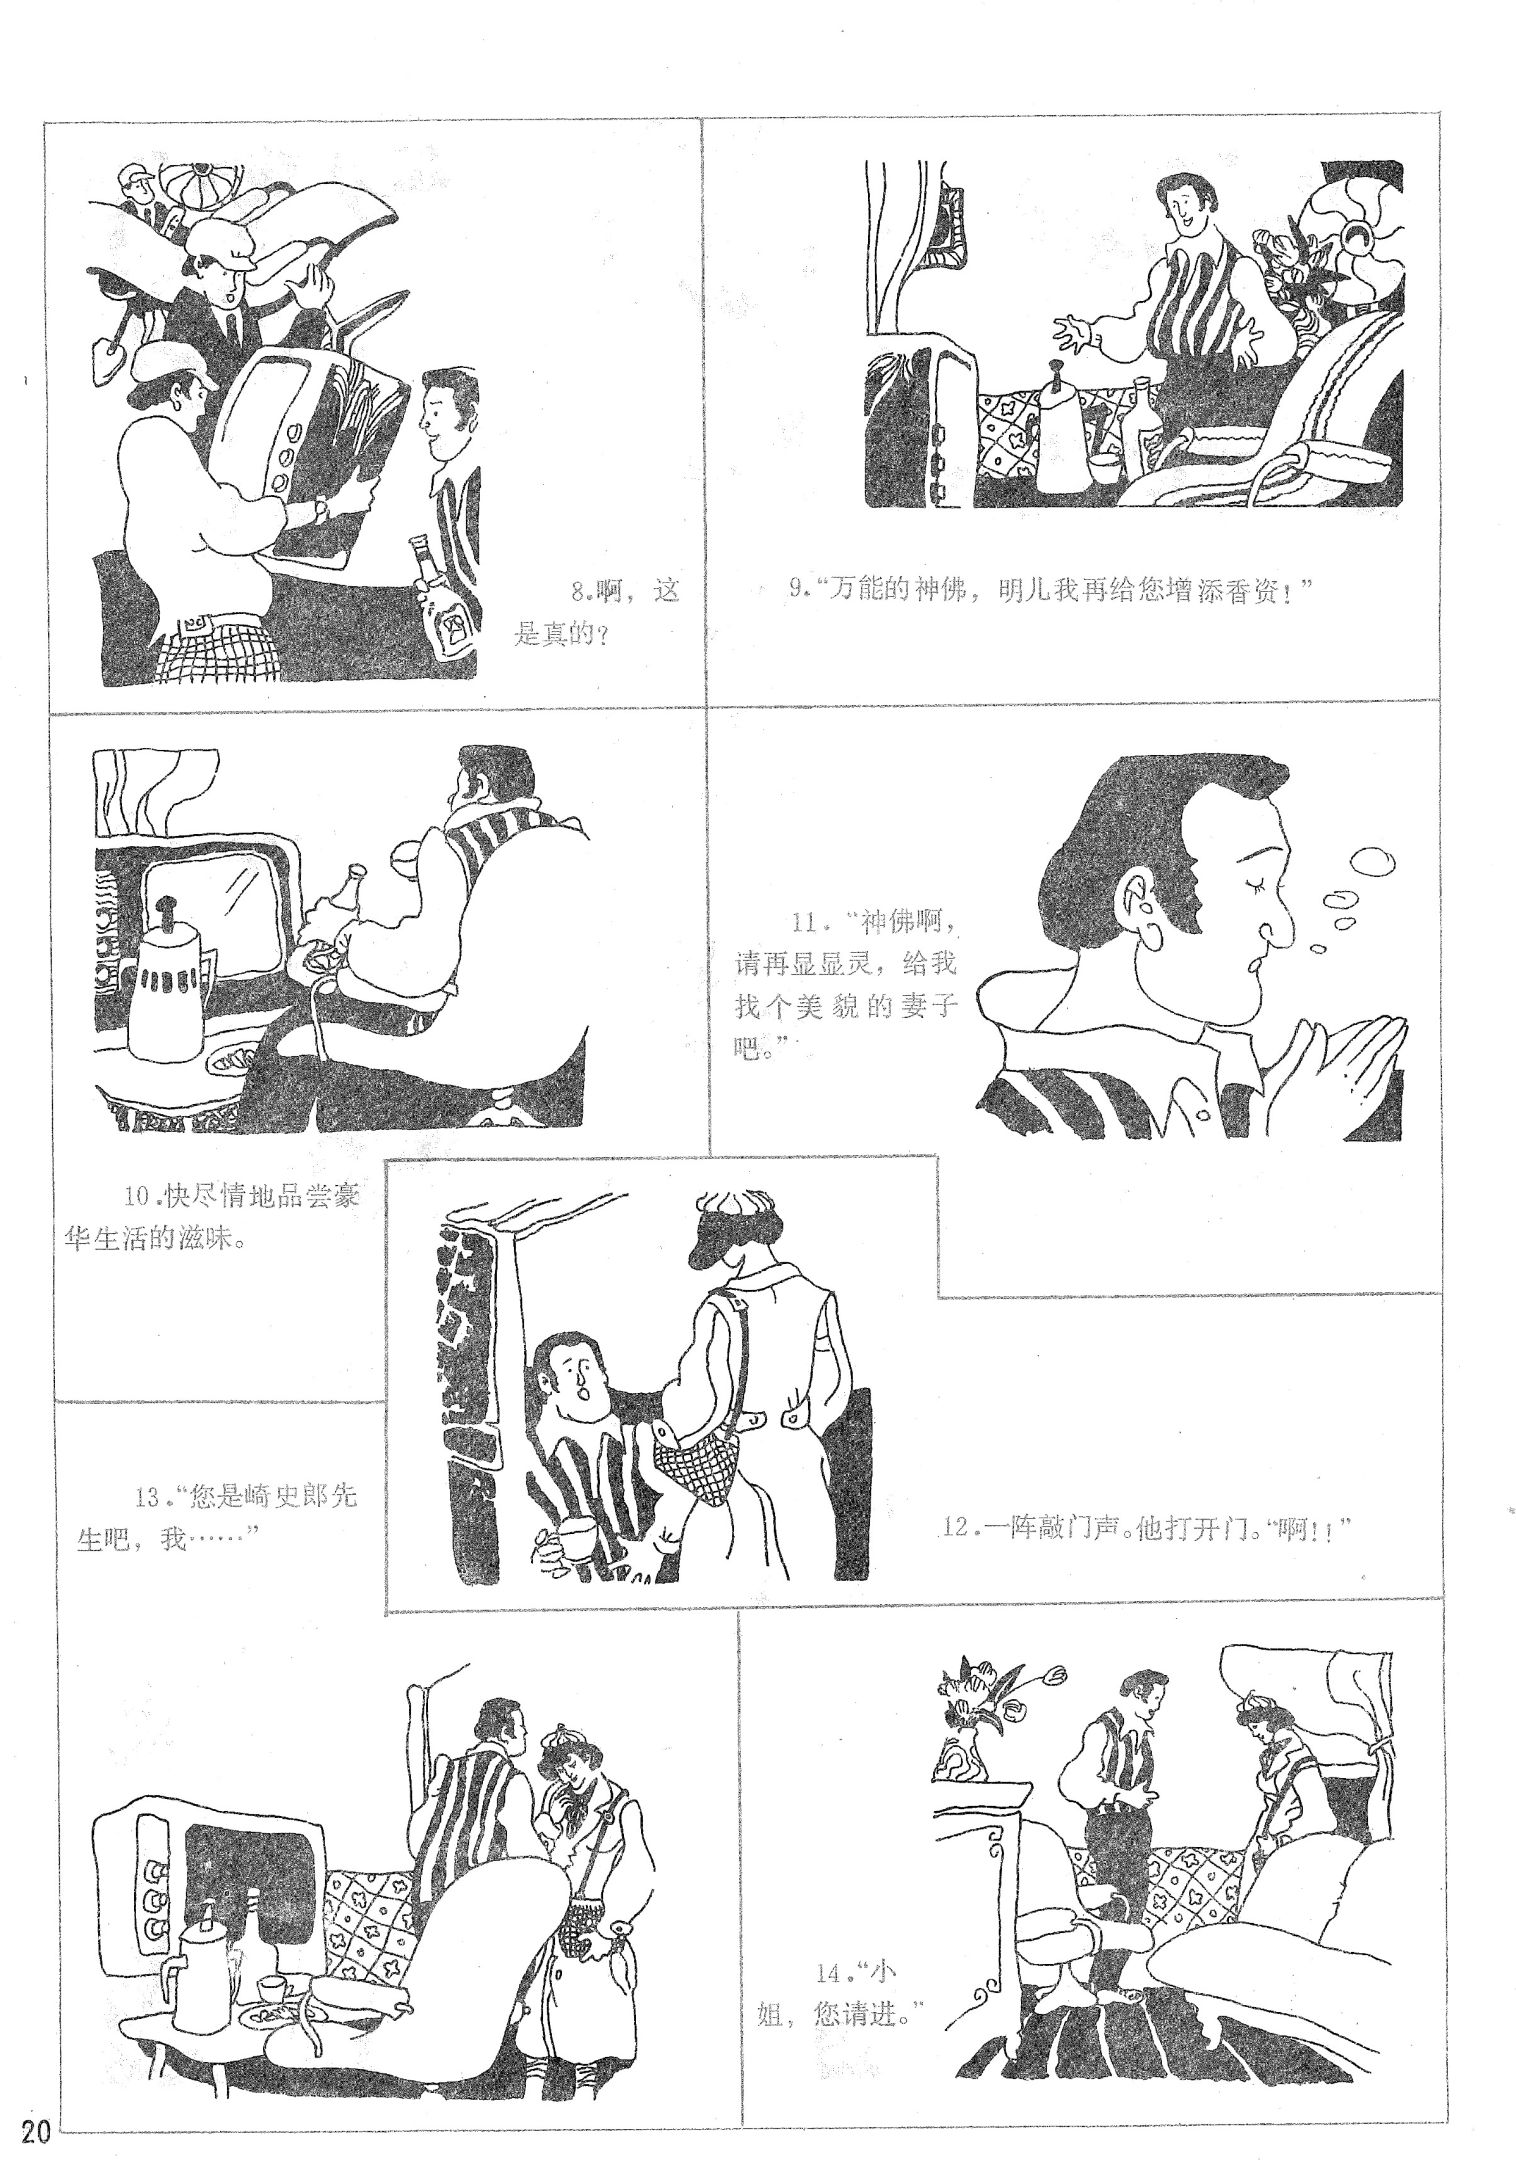 8.啊，这
是真的？
9.“万能的神佛，明儿我再给您增添香资！”
10.快尽情地品尝豪
华生活的滋味。
11.“神佛啊，
请再显显灵，给我
找个美貌的妻子
吧。”
12.一阵敲门声。他打开门。“啊！！”
13.“您是崎史郎先
生吧，我……”
14.“小
姐，您请进。”
20